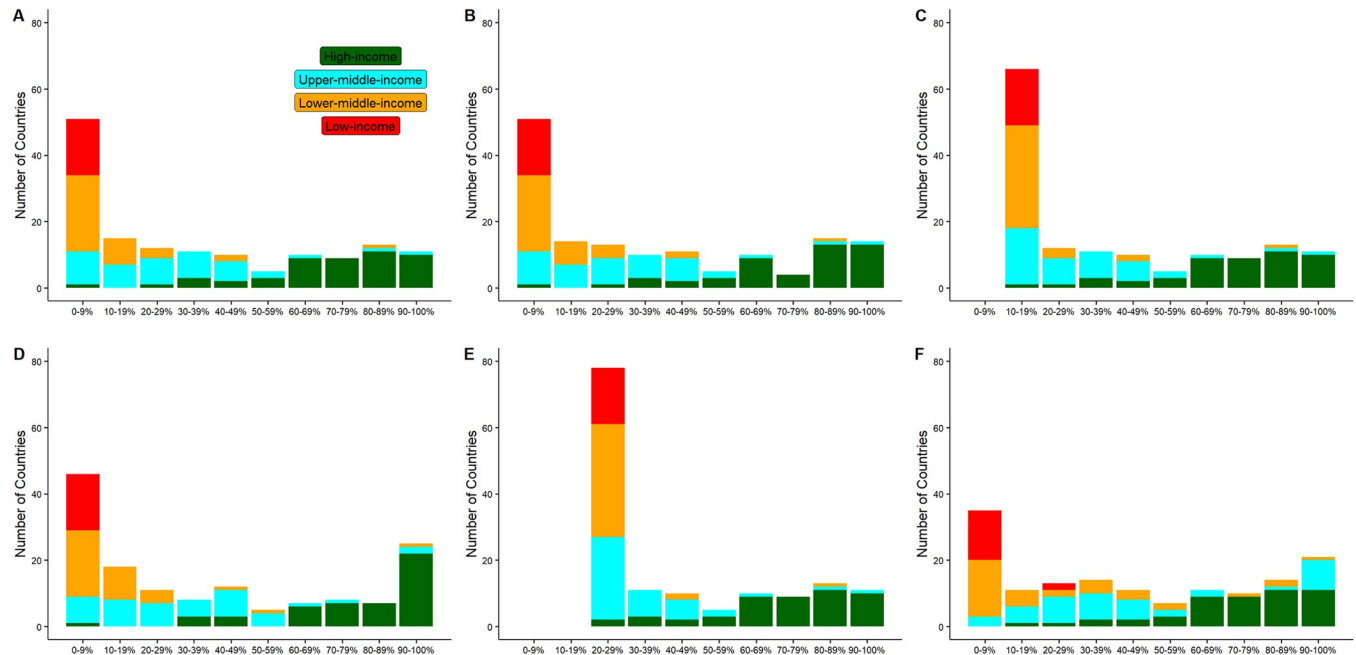 A
Number of Countries
80
60
40
20
0
High-income
Upper-middle-income
Lower-middle-income
Low-income
0-9% 10-19% 20-29% 30-39% 40-49% 50-59% 60-69% 70-79% 80-89% 90-100%
B
Number of Countries
80
60
40
20
0
0-9% 10-19% 20-29% 30-39% 40-49% 50-59% 60-69% 70-79% 80-89% 90-100%
C
Number of Countries
80
60
40
20
0
0-9% 10-19% 20-29% 30-39% 40-49% 50-59% 60-69% 70-79% 80-89% 90-100%
D
Number of Countries
80
60
40
20
0
0-9% 10-19% 20-29% 30-39% 40-49% 50-59% 60-69% 70-79% 80-89% 90-100%
E
Number of Countries
80
60
40
20
0
0-9% 10-19% 20-29% 30-39% 40-49% 50-59% 60-69% 70-79% 80-89% 90-100%
F
Number of Countries
80
60
40
20
0
0-9% 10-19% 20-29% 30-39% 40-49% 50-59% 60-69% 70-79% 80-89% 90-100%